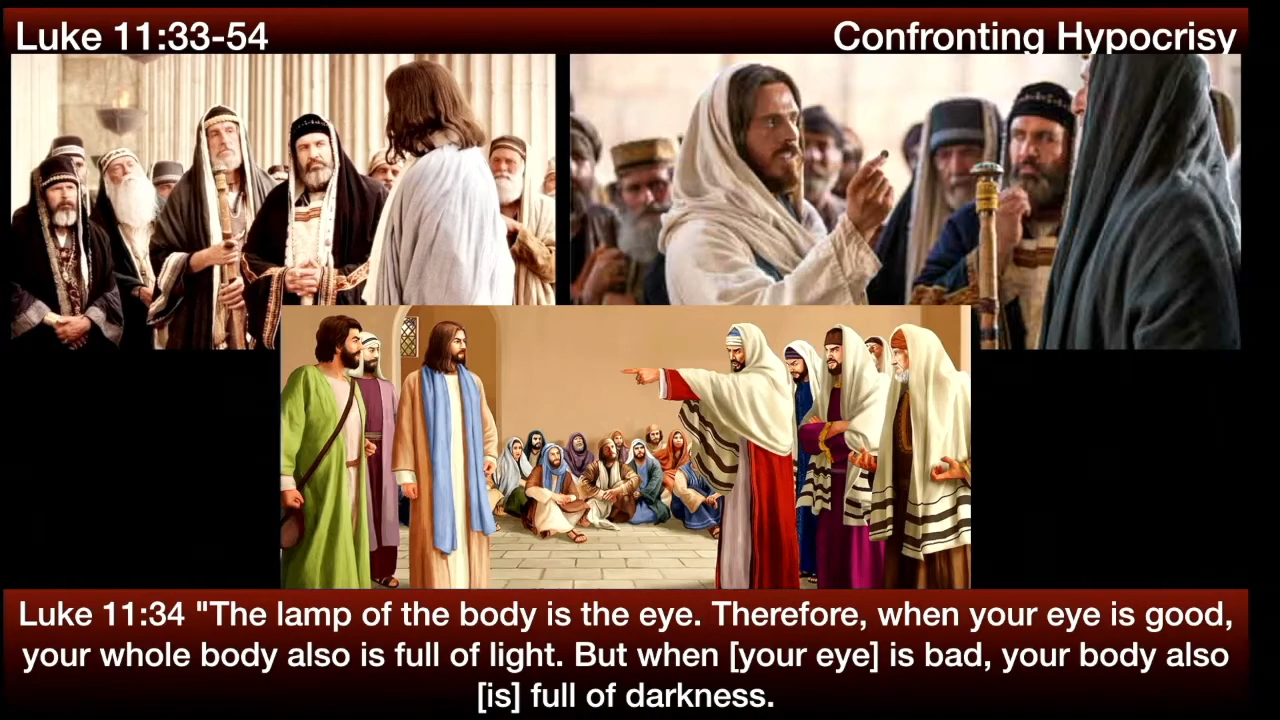 Luke 11:33-54
Confronting Hypocrisy
Luke 11:34 "The lamp of the body is the eye. Therefore, when your eye is good,
your whole body also is full of light. But when [your eye] is bad, your body also
[is] full of darkness.